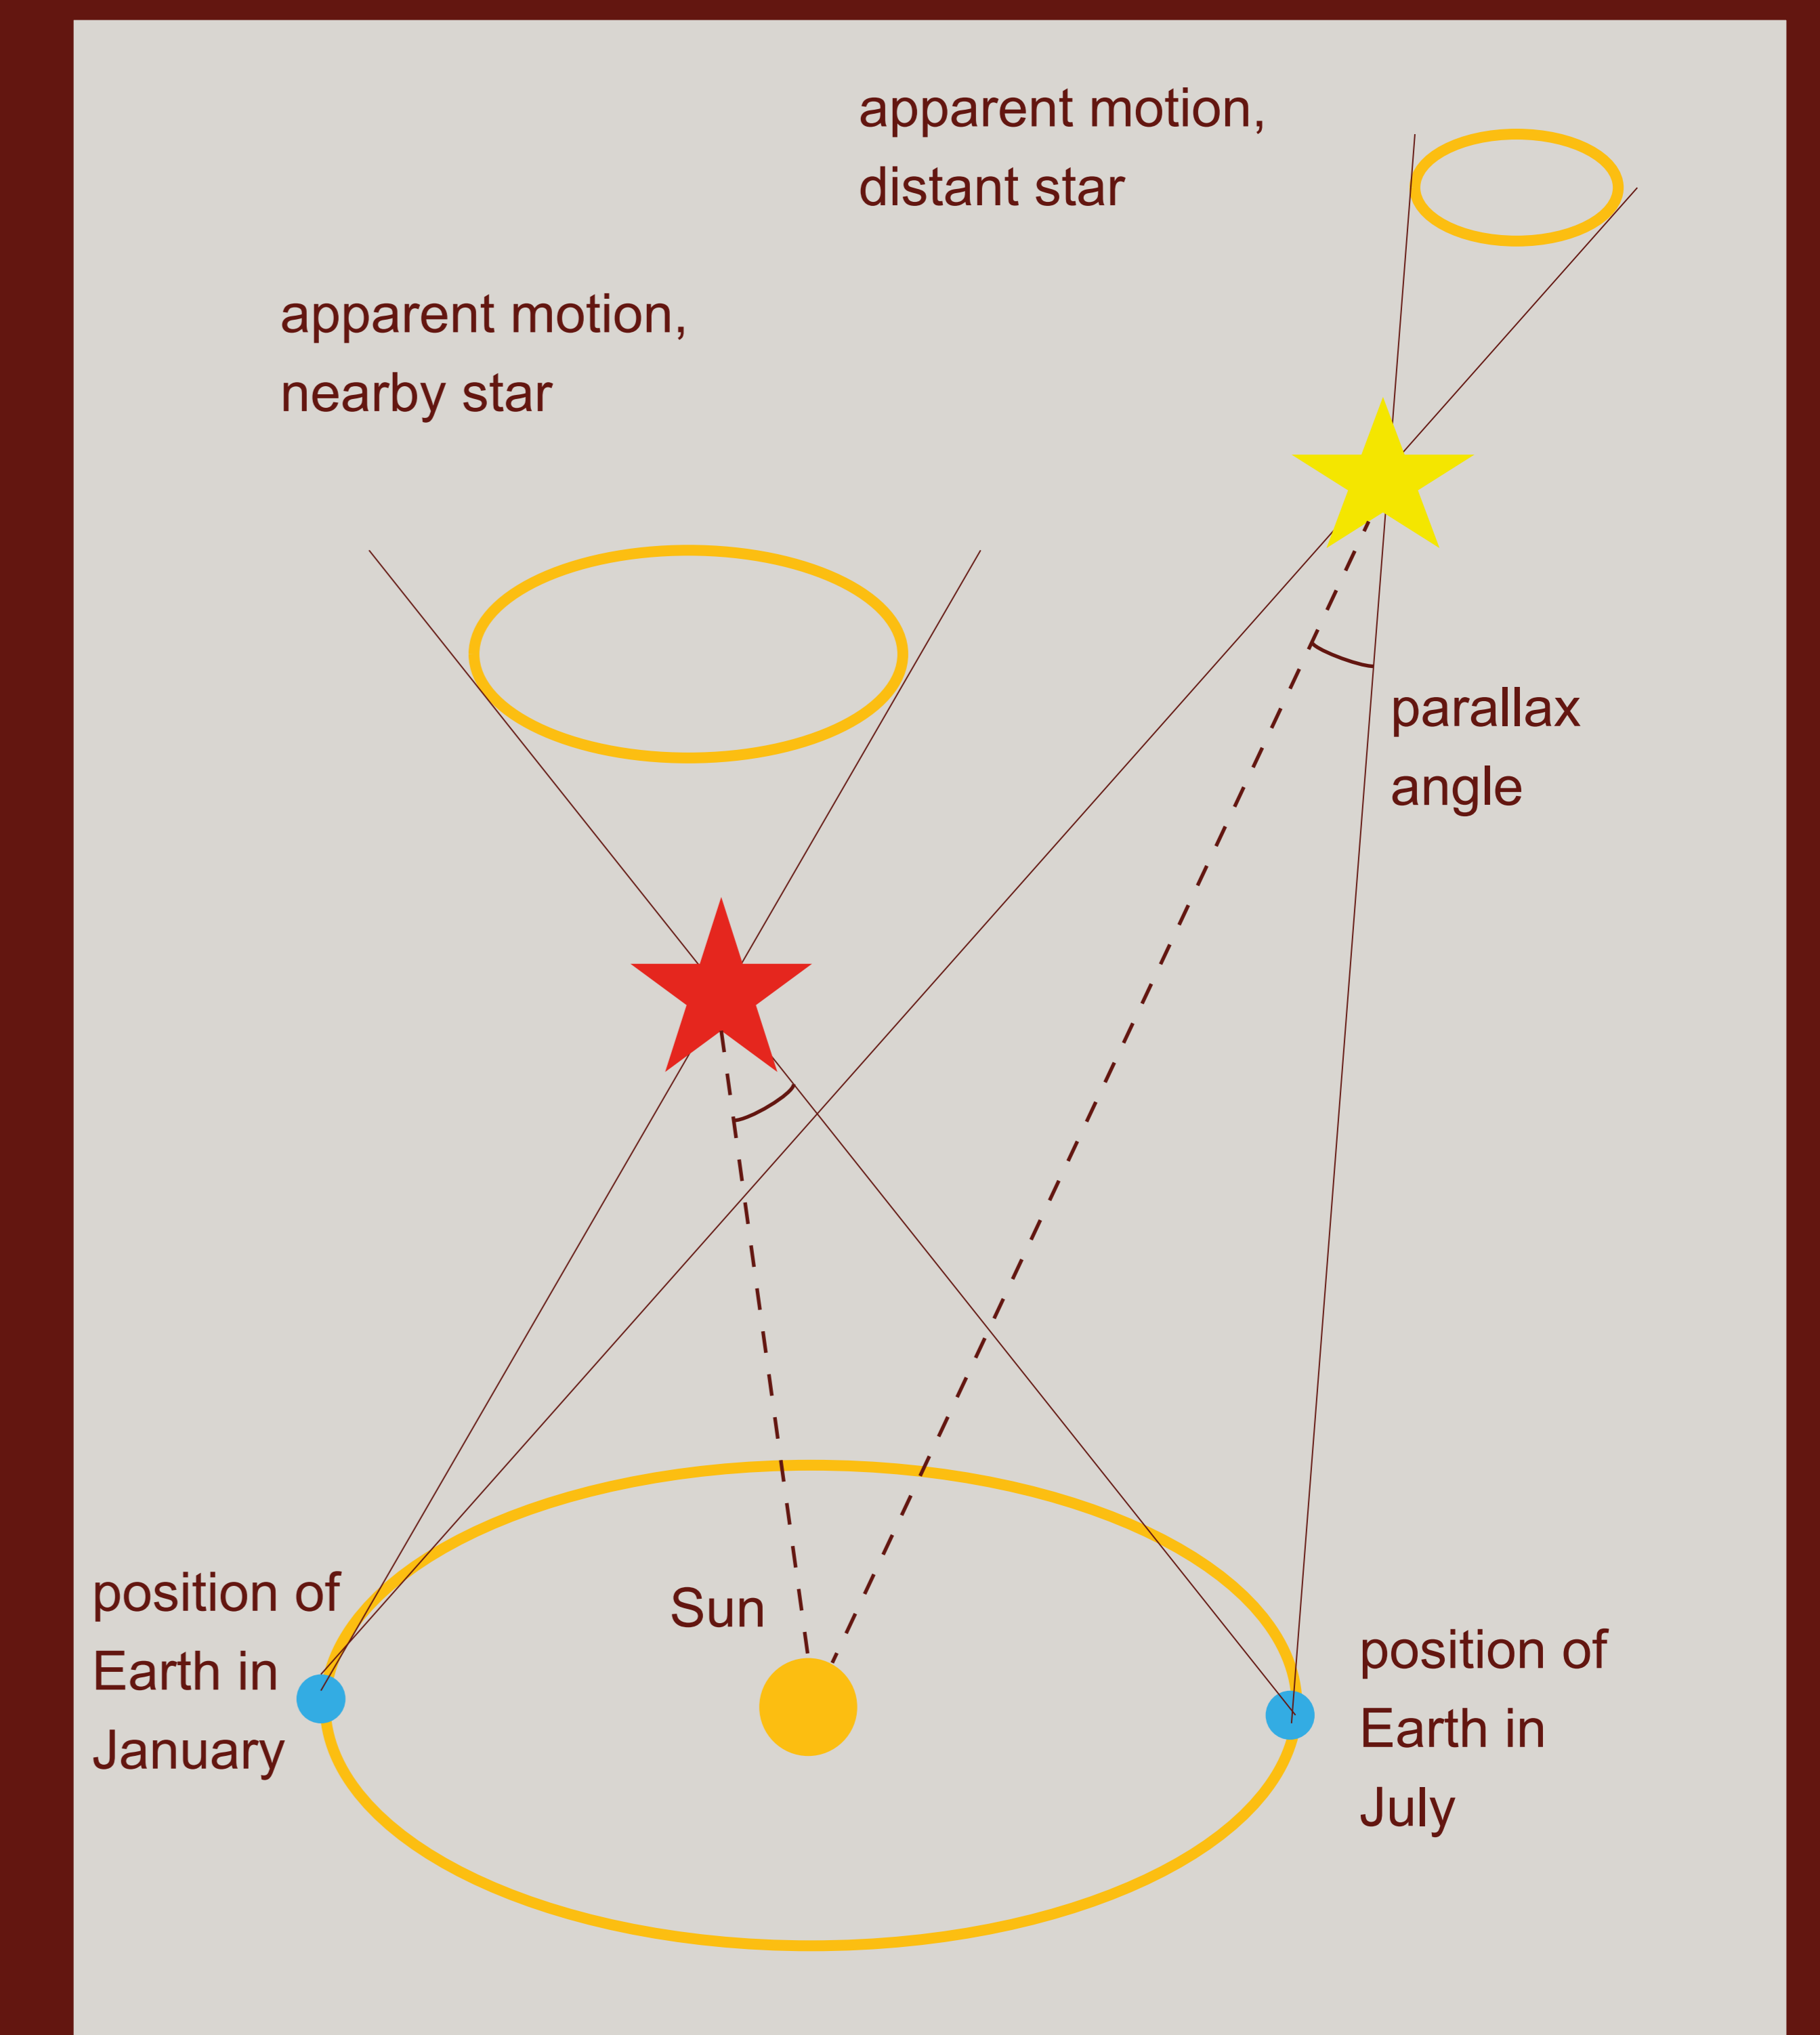 apparent motion,
distant star
apparent motion,
nearby star
parallax
angle
Sun
position of
Earth in
January
position of
Earth in
July